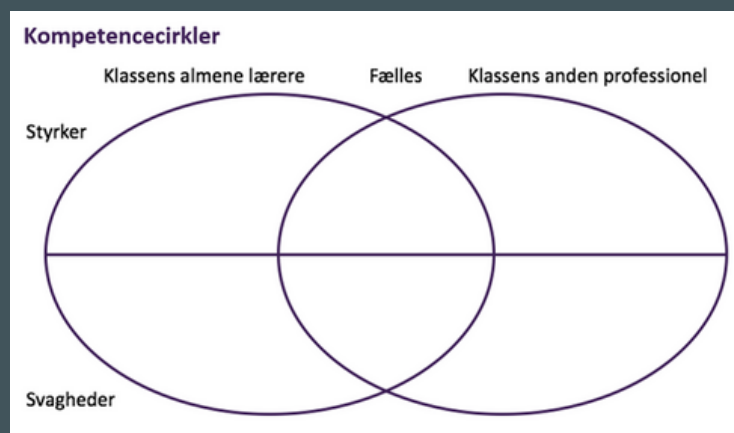 Kompetencecirkler
Klassens almene lærere
Fælles
Klassens anden professionel
Styrker
Svagheder